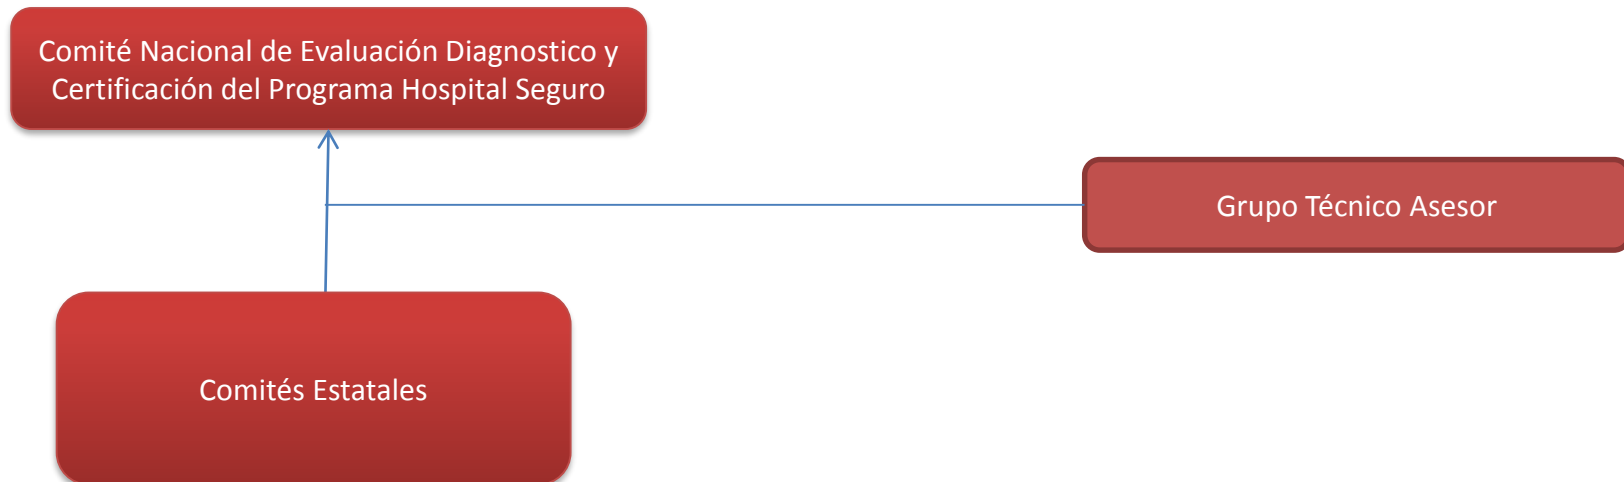 Comité Nacional de Evaluación Diagnostico y
Certificación del Programa Hospital Seguro
Grupo Técnico Asesor
Comités Estatales